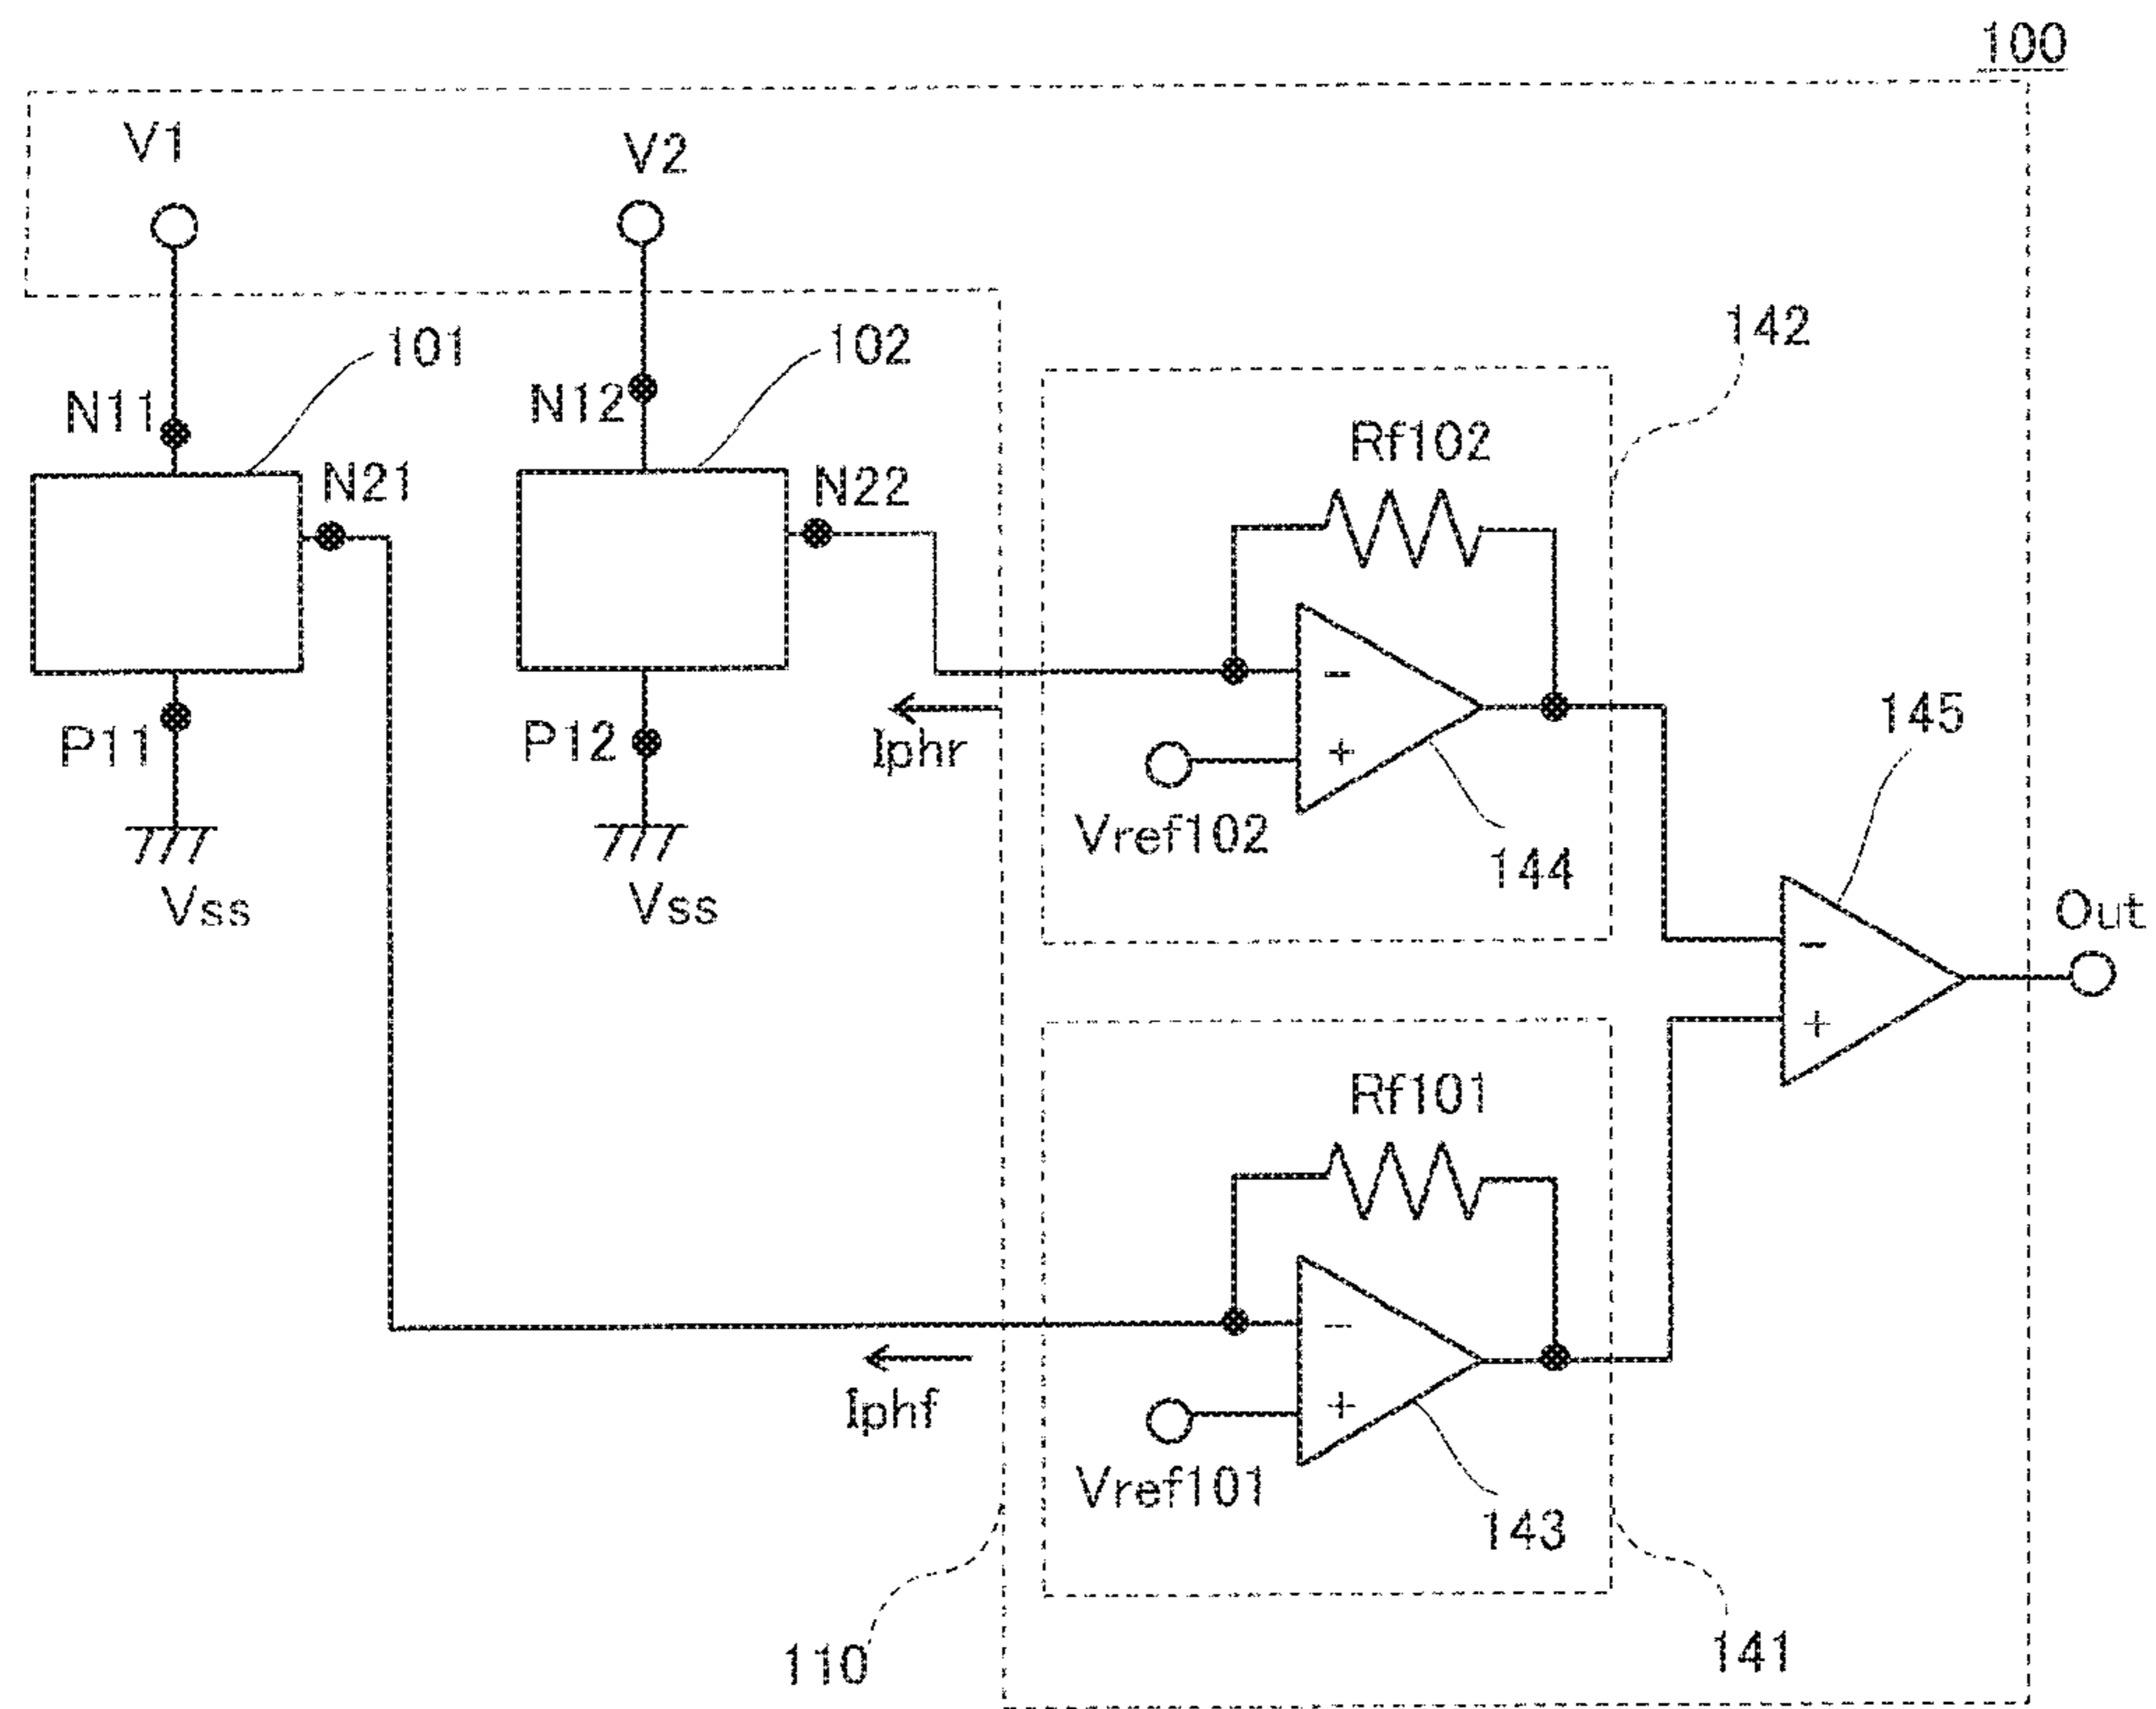 100
V1
V2
101
102
142
N11
N12
Rf102
N21
N22
-
145
P11
P12
Iphr
+
Vref102
144
Vss
Vss
Out
-
+
Rf101
-
Iphf
+
Vref101
143
110
141